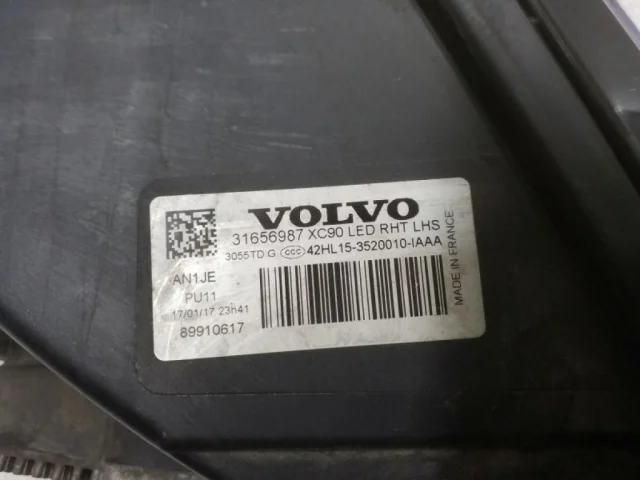 VOLVO
31656987 XC90 LED RHT LHS
3055TD G CCC 42HL15-3520010-IAAA
AN1JE
PU11
17/01/17 23h41
89910617
MADE IN FRANCE